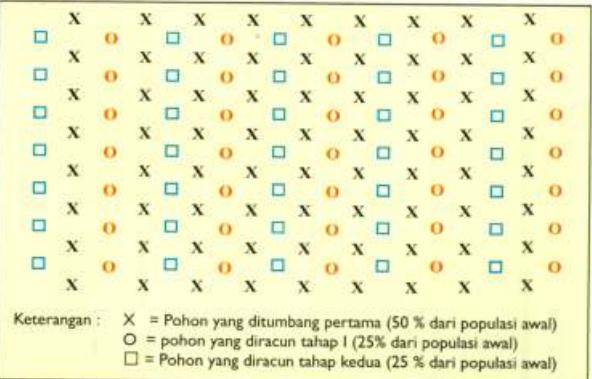 Keterangan : X = Pohon yang ditumbang pertama (50 % dari populasi awal)
O = pohon yang diracun tahap I (25% dari populasi awal)
□ = Pohon yang diracun tahap kedua (25 % dari populasi awal)